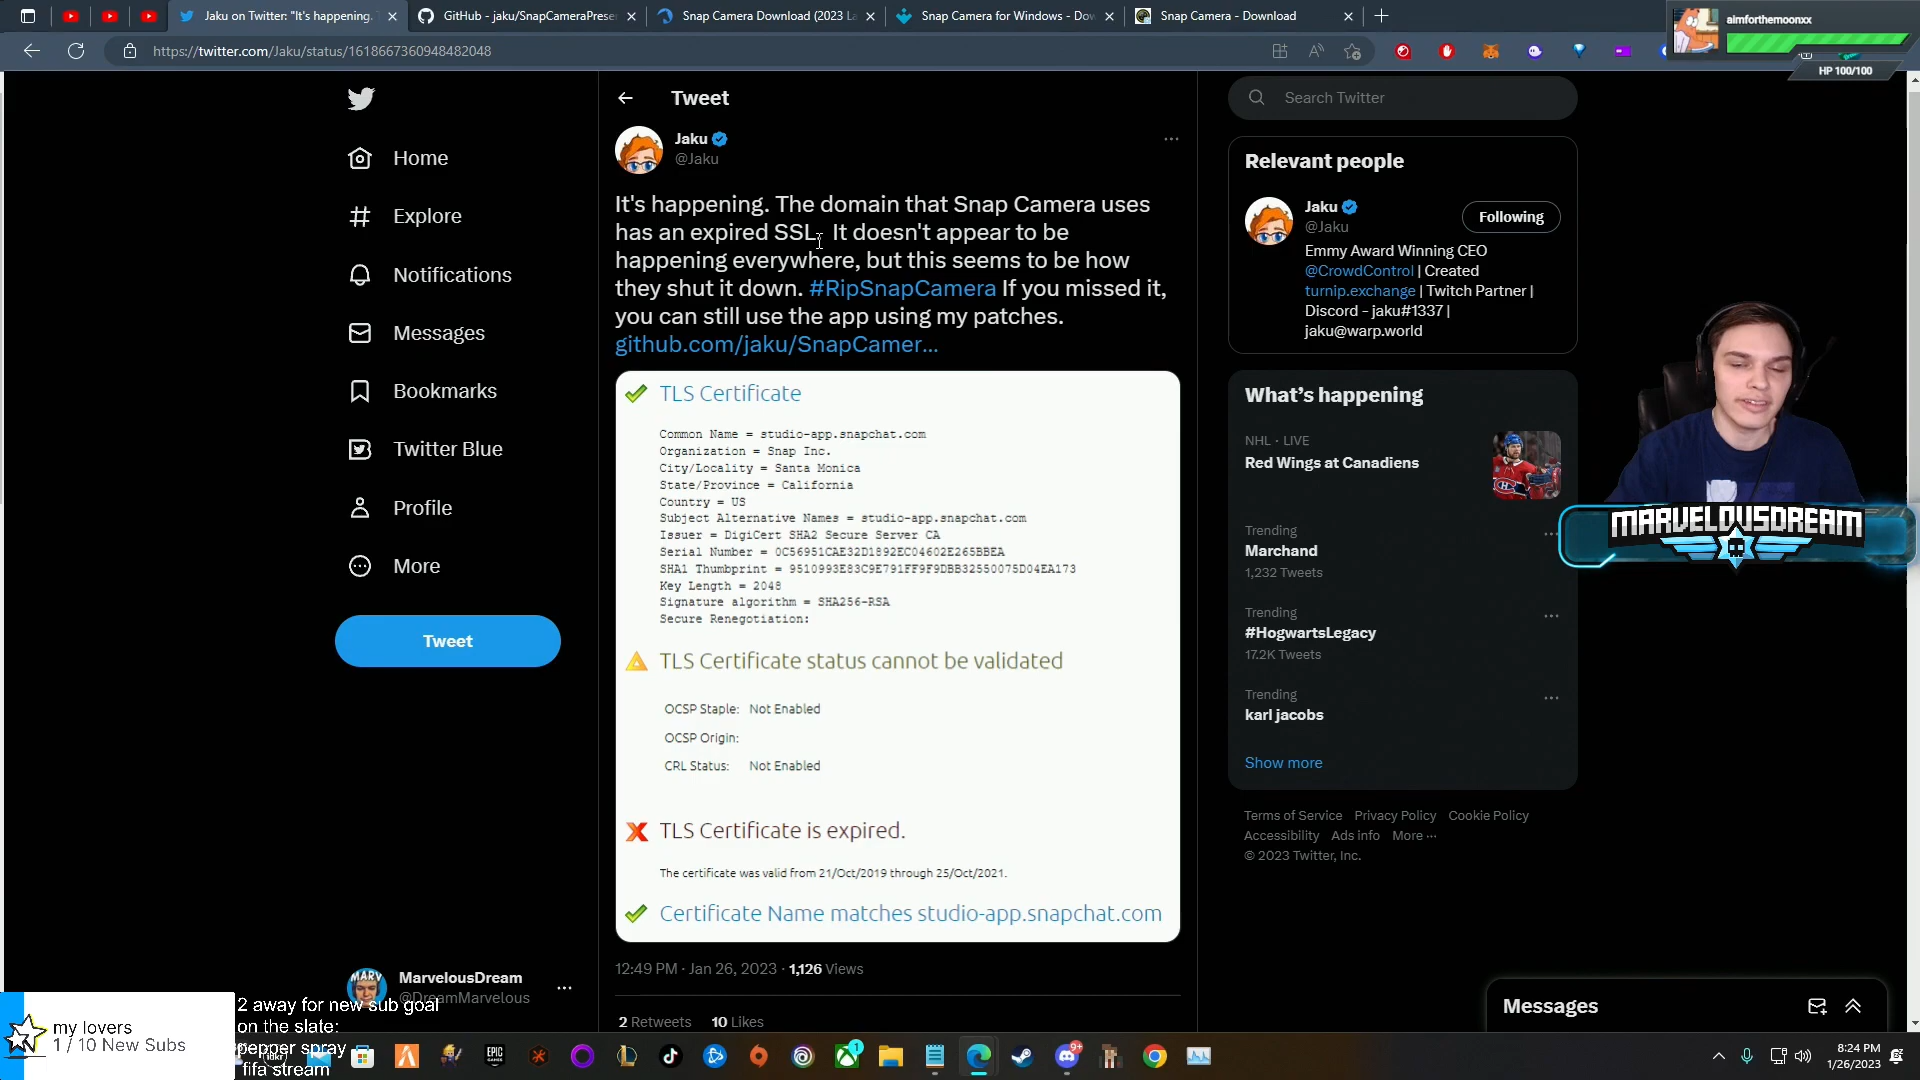 Jaku on Twitter: "It's happening. T
GitHub - jaku/SnapCameraPrese
Snap Camera Download (2023 La
Snap Camera for Windows - Dow
Snap Camera - Download
https://twitter.com/Jaku/status/1618667360948482048
aimforthemoonxx
HP 100/100
Home
Explore
Notifications
Messages
Bookmarks
Twitter Blue
Profile
More
Tweet
MarvelousDream
@DreamMarvelous
Tweet
Jaku
@Jaku
It's happening. The domain that Snap Camera uses
has an expired SSL. It doesn't appear to be
happening everywhere, but this seems to be how
they shut it down. #RipSnapCamera If you missed it,
you can still use the app using my patches.
github.com/jaku/SnapCamer...
TLS Certificate
Common Name = studio-app.snapchat.com
Organization = Snap Inc.
City/Locality = Santa Monica
State/Province = California
Country = US
Subject Alternative Names = studio-app.snapchat.com
Issuer = DigiCert SHA2 Secure Server CA
Serial Number = 0C56951CAE32D1892EC04602E265BBEA
SHA1 Thumbprint = 9510993E83C9E791FF9F9DBB32550075D04EA173
Key Length = 2048
Signature algorithm = SHA256-RSA
Secure Renegotiation:
TLS Certificate status cannot be validated
OCSP Staple: Not Enabled
OCSP Origin:
CRL Status: Not Enabled
TLS Certificate is expired.
The certificate was valid from 21/Oct/2019 through 25/Oct/2021.
Certificate Name matches studio-app.snapchat.com
12:49 PM · Jan 26, 2023 · 1,126 Views
2 Retweets 10 Likes
Search Twitter
Relevant people
Jaku
@Jaku
Following
Emmy Award Winning CEO
@CrowdControl | Created
turnip.exchange | Twitch Partner |
Discord - jaku#1337 |
jaku@warp.world
What's happening
NHL · LIVE
Red Wings at Canadiens
Trending
Marchand
1,232 Tweets
Trending
#HogwartsLegacy
17.2K Tweets
Trending
karl jacobs
Show more
Terms of Service Privacy Policy Cookie Policy
Accessibility Ads info More ...
© 2023 Twitter, Inc.
MARVELOUSDREAM
Messages
my lovers
1 / 10 New Subs
2 away for new sub goal
on the slate:
pepper spray
fifa stream
EPIC
GAMES
1
9+
8:24 PM
1/26/2023